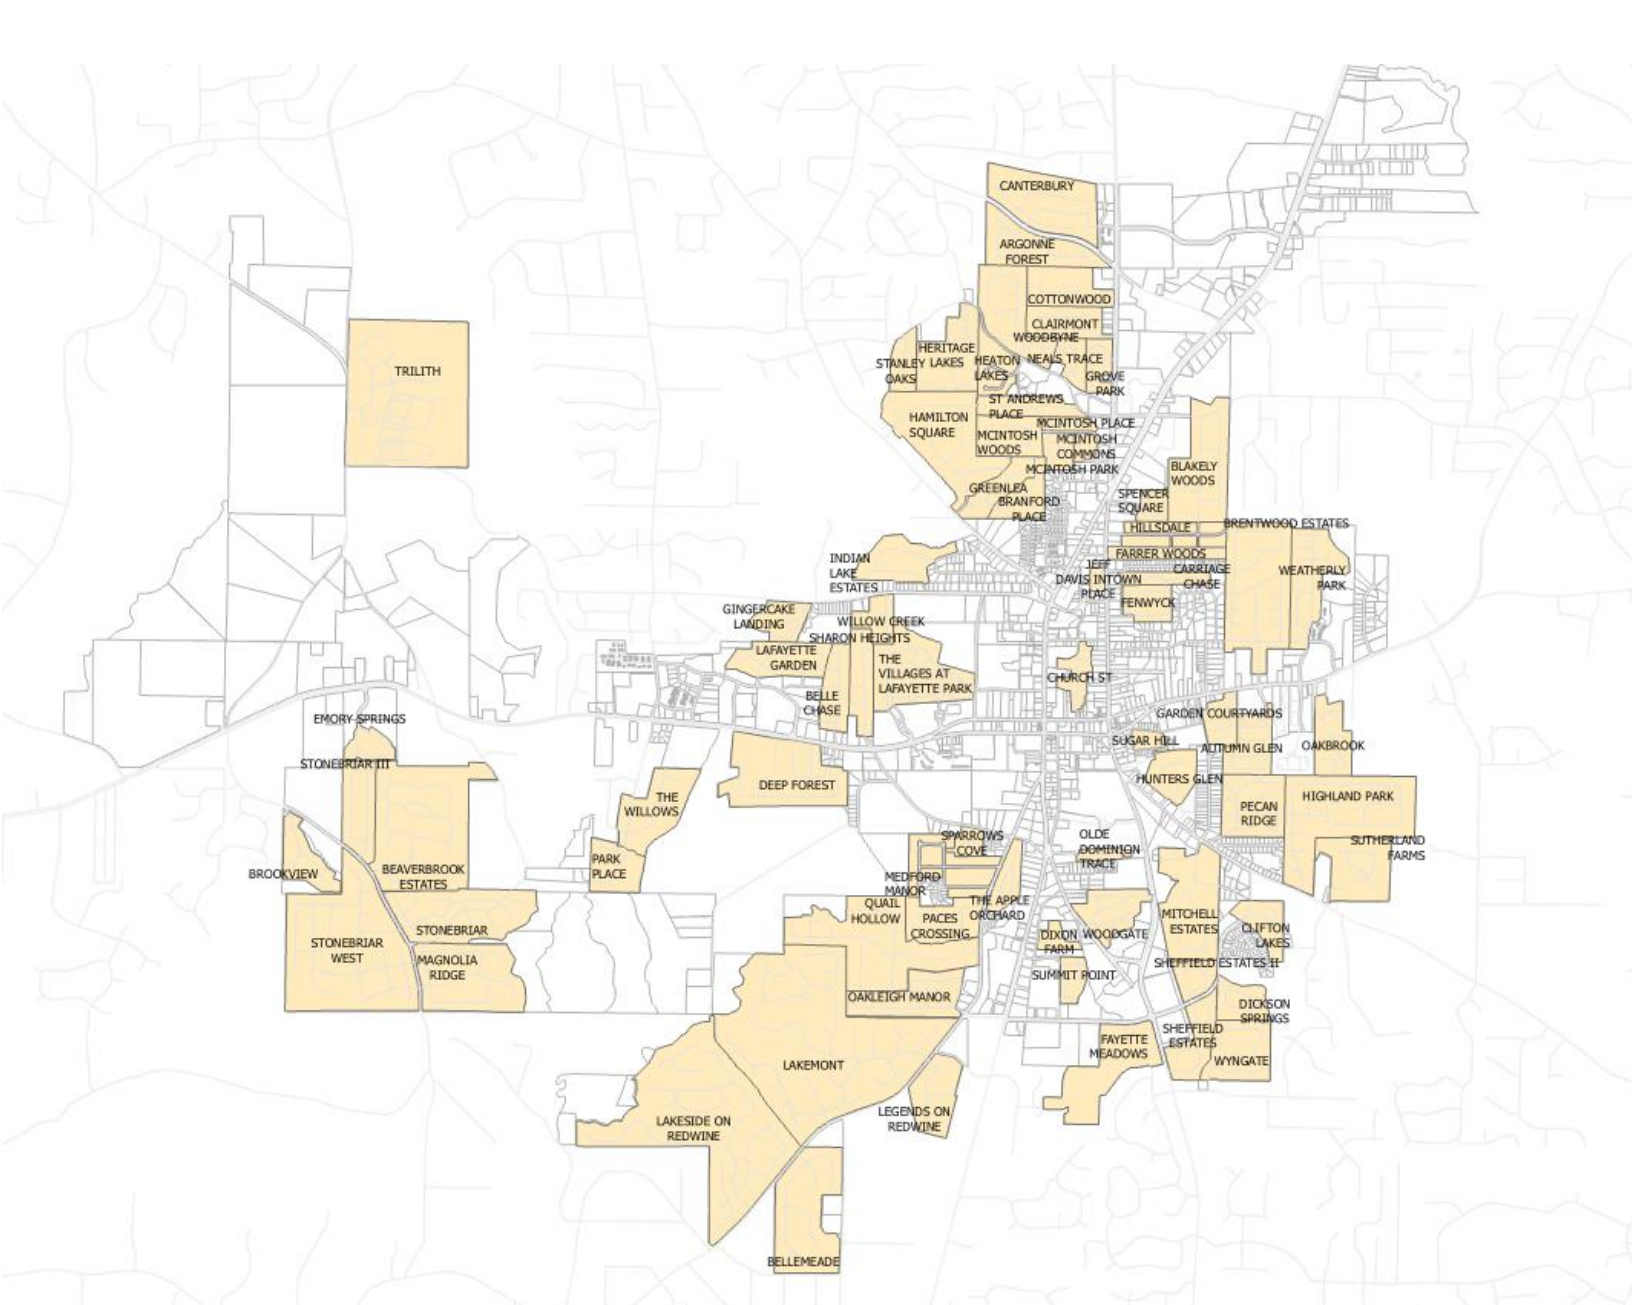 CANTERBURY
ARGONNE
FOREST
COTTONWOOD
CLAIRMONT
WOODBYNE
HERITAGE
LAKES
STANLEY
OAKS
HEATON
LAKES
NEALS TRACE
GROVE
PARK
TRILITH
ST ANDREWS
PLACE
HAMILTON
SQUARE
MCINTOSH PLACE
MCINTOSH
WOODS
MCINTOSH
COMMONS
MCINTOSH PARK
BLAKELY
WOODS
GREENLEA
BRANFORD
PLACE
SPENCER
SQUARE
HILLSDALE
BRENTWOOD ESTATES
FARRER WOODS
INDIAN
LAKE
ESTATES
JEFF
DAVIS INTOWN
PLACE
CARRIAGE
CHASE
WEATHERLY
PARK
FENWYCK
GINGERCAKE
LANDING
WILLOW CREEK
SHARON HEIGHTS
LAFAYETTE
GARDEN
THE
VILLAGES AT
LAFAYETTE PARK
CHURCH ST
BELLE
CHASE
EMORY SPRINGS
GARDEN COURTYARDS
SUGAR HILL
AUTUMN GLEN
OAKBROOK
STONEBRIAR III
HUNTERS GLEN
DEEP FOREST
THE
WILLOWS
HIGHLAND PARK
PECAN
RIDGE
SPARROWS
COVE
OLDE
DOMINION
TRACE
SUTHERLAND
FARMS
PARK
PLACE
BROOKVIEW
BEAVERBROOK
ESTATES
MEDFORD
MANOR
QUAIL
HOLLOW
THE APPLE
ORCHARD
PACES
CROSSING
MITCHELL
ESTATES
CLIFTON
LAKES
STONEBRIAR
DIXON
FARM
WOODGATE
STONEBRIAR
WEST
MAGNOLIA
RIDGE
SHEFFIELD ESTATES II
SUMMIT POINT
OAKLEIGH MANOR
DICKSON
SPRINGS
SHEFFIELD
ESTATES
FAYETTE
MEADOWS
WYNGATE
LAKEMONT
LEGENDS ON
REDWINE
LAKESIDE ON
REDWINE
BELLEMEADE